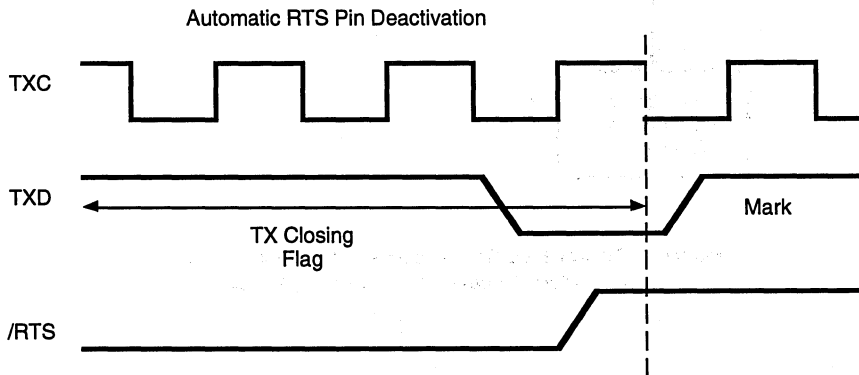 Automatic RTS Pin Deactivation
TXC
TXD
TX Closing
Flag
Mark
/RTS